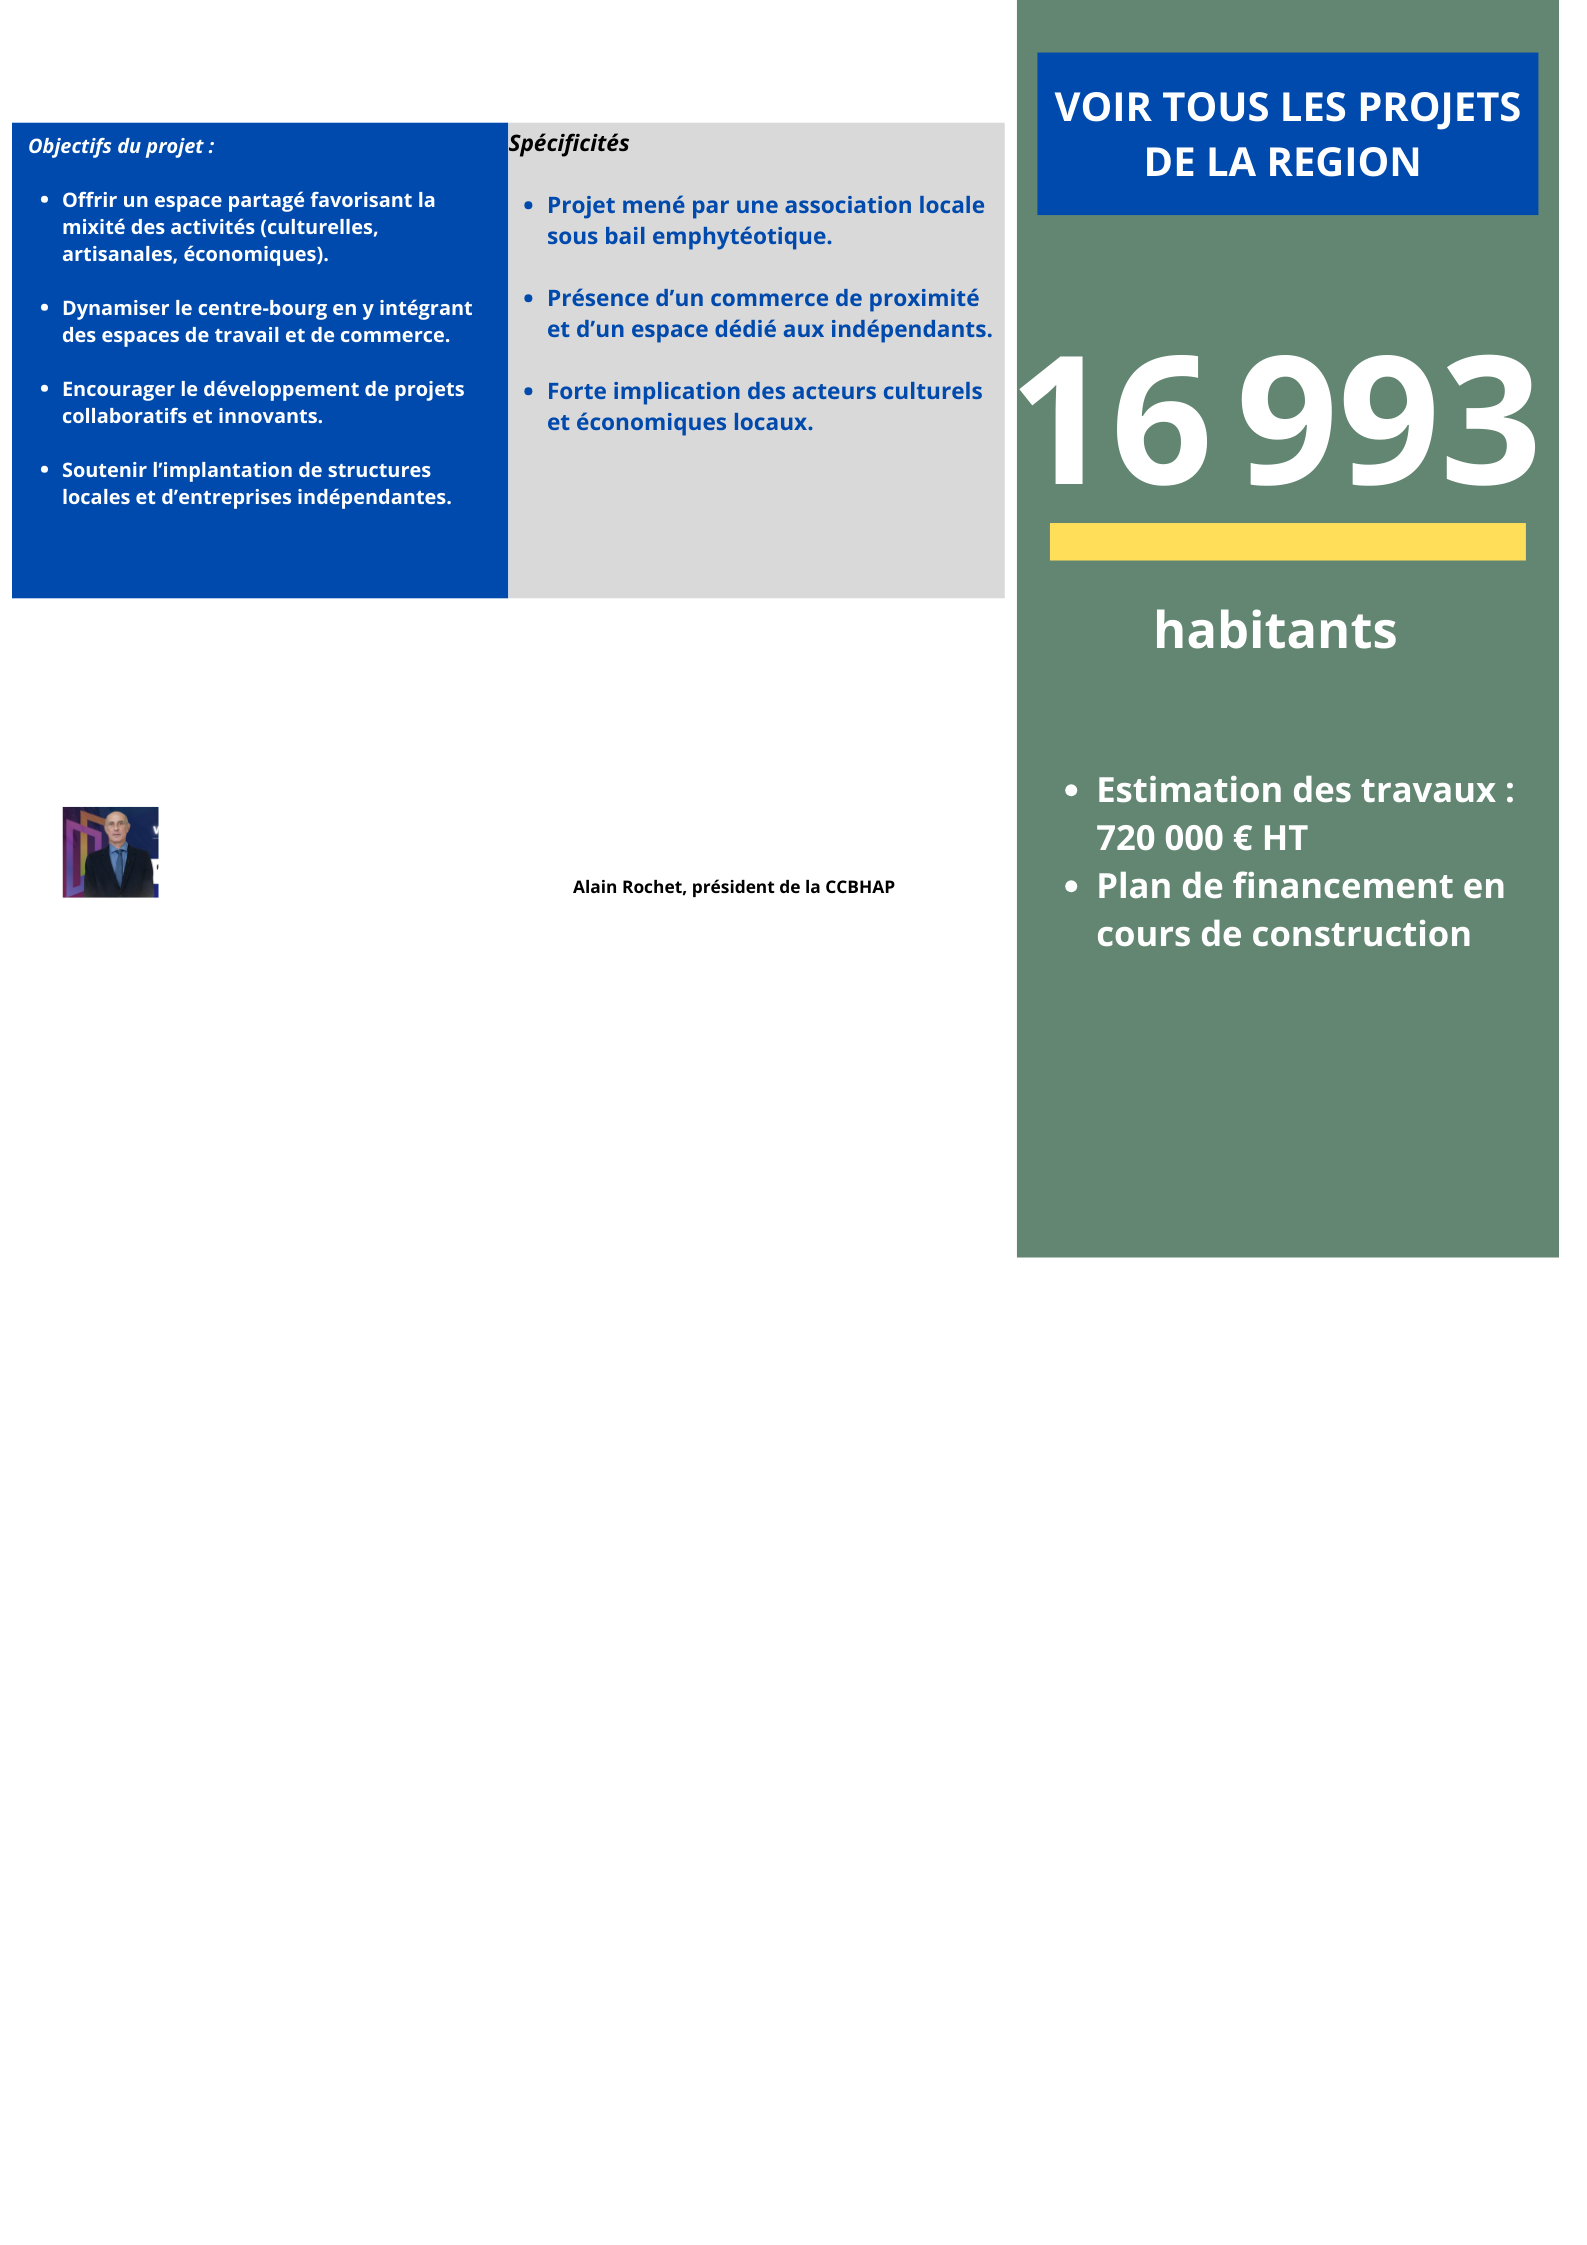 Objectifs du projet :
• Offrir un espace partagé favorisant la
mixité des activités (culturelles,
artisanales, économiques).
• Dynamiser le centre-bourg en y intégrant
des espaces de travail et de commerce.
• Encourager le développement de projets
collaboratifs et innovants.
• Soutenir l’implantation de structures
locales et d’entreprises indépendantes.
Spécificités
• Projet mené par une association locale
sous bail emphytéotique.
• Présence d’un commerce de proximité
et d’un espace dédié aux indépendants.
• Forte implication des acteurs culturels
et économiques locaux.
Alain Rochet, président de la CCBHAP
VOIR TOUS LES PROJETS
DE LA REGION
16 993
habitants
• Estimation des travaux :
720 000 € HT
• Plan de financement en
cours de construction